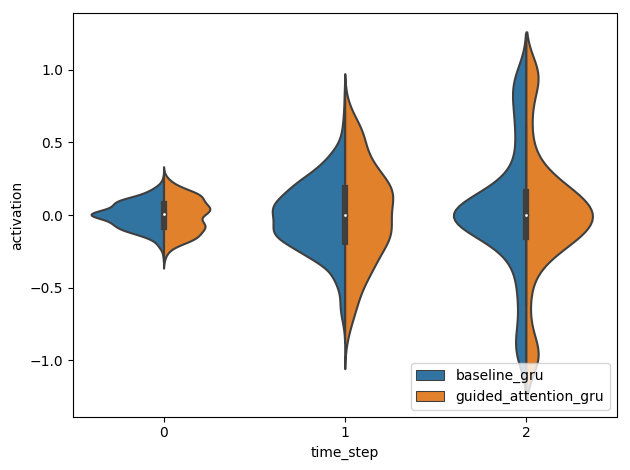 1.0
0.5
0.0
−0.5
−1.0
activation
0
1
2
time_step
baseline_gru
guided_attention_gru